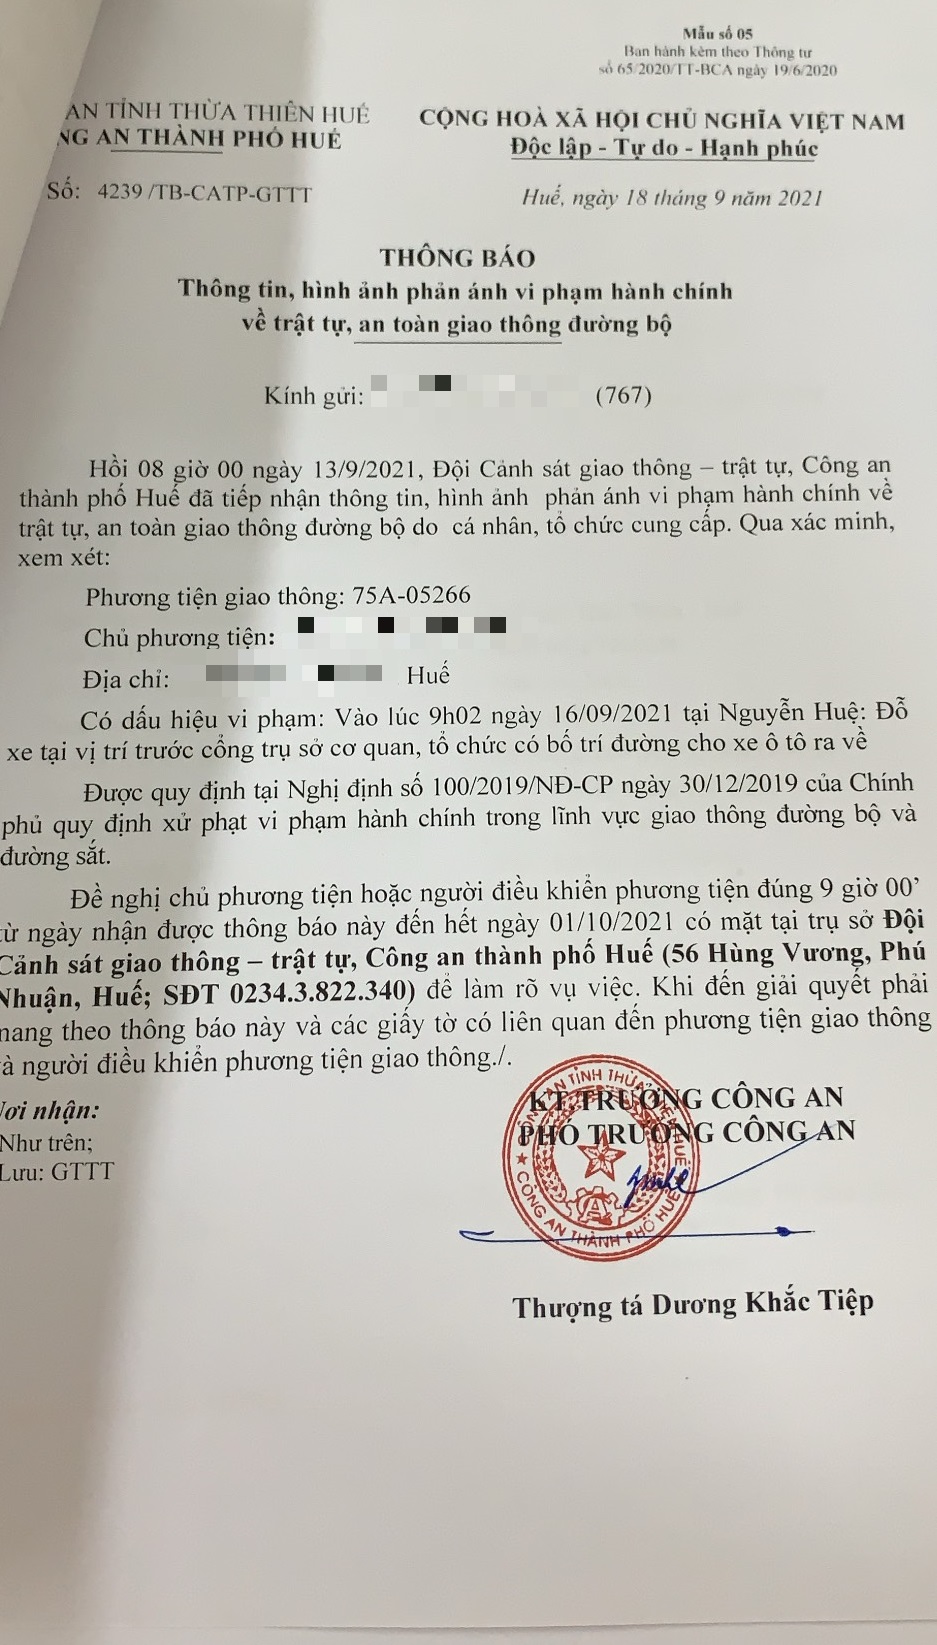 Mẫu số 05
Ban hành kèm theo Thông tư
số 65/2020/TT-BCA ngày 19/6/2020
AN TỈNH THỪA THIÊN HUẾ
NG AN THÀNH PHỐ HUẾ
CỘNG HOÀ XÃ HỘI CHỦ NGHĨA VIỆT NAM
Độc lập - Tự do - Hạnh phúc
Số: 4239 /TB-CATP-GTTT
Huế, ngày 18 tháng 9 năm 2021
THÔNG BÁO
Thông tin, hình ảnh phản ánh vi phạm hành chính
về trật tự, an toàn giao thông đường bộ
Kính gửi: (767)
Hồi 08 giờ 00 ngày 13/9/2021, Đội Cảnh sát giao thông – trật tự, Công an
thành phố Huế đã tiếp nhận thông tin, hình ảnh phản ánh vi phạm hành chính về
trật tự, an toàn giao thông đường bộ do cá nhân, tổ chức cung cấp. Qua xác minh,
xem xét:
Phương tiện giao thông: 75A-05266
Chủ phương tiện:
Địa chỉ: Huế
Có dấu hiệu vi phạm: Vào lúc 9h02 ngày 16/09/2021 tại Nguyễn Huệ: Đỗ
xe tại vị trí trước cổng trụ sở cơ quan, tổ chức có bố trí đường cho xe ô tô ra về
Được quy định tại Nghị định số 100/2019/NĐ-CP ngày 30/12/2019 của Chính
phủ quy định xử phạt vi phạm hành chính trong lĩnh vực giao thông đường bộ và
đường sắt.
Đề nghị chủ phương tiện hoặc người điều khiển phương tiện đúng 9 giờ 00’
từ ngày nhận được thông báo này đến hết ngày 01/10/2021 có mặt tại trụ sở Đội
Cảnh sát giao thông – trật tự, Công an thành phố Huế (56 Hùng Vương, Phú
Nhuận, Huế; SĐT 0234.3.822.340) để làm rõ vụ việc. Khi đến giải quyết phải
mang theo thông báo này và các giấy tờ có liên quan đến phương tiện giao thông
và người điều khiển phương tiện giao thông./.
Nơi nhận:
Như trên;
Lưu: GTTT
KT. TRƯỞNG CÔNG AN
PHÓ TRƯỞNG CÔNG AN
AN TỈNH THỪA THIÊN HUẾ
CÔNG AN THÀNH PHỐ HUẾ
Thượng tá Dương Khắc Tiệp